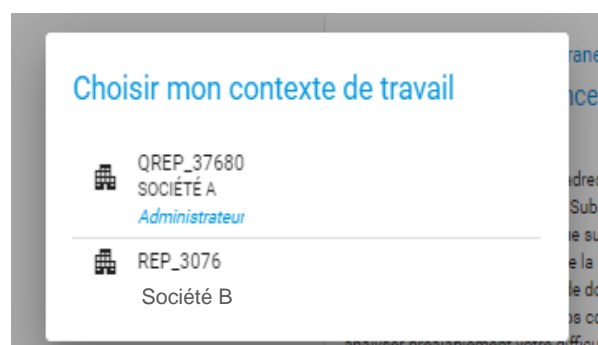 Choisir mon contexte de travail
QREP_37680
SOCIÉTÉ A
Administrateur
REP_3076
Société B